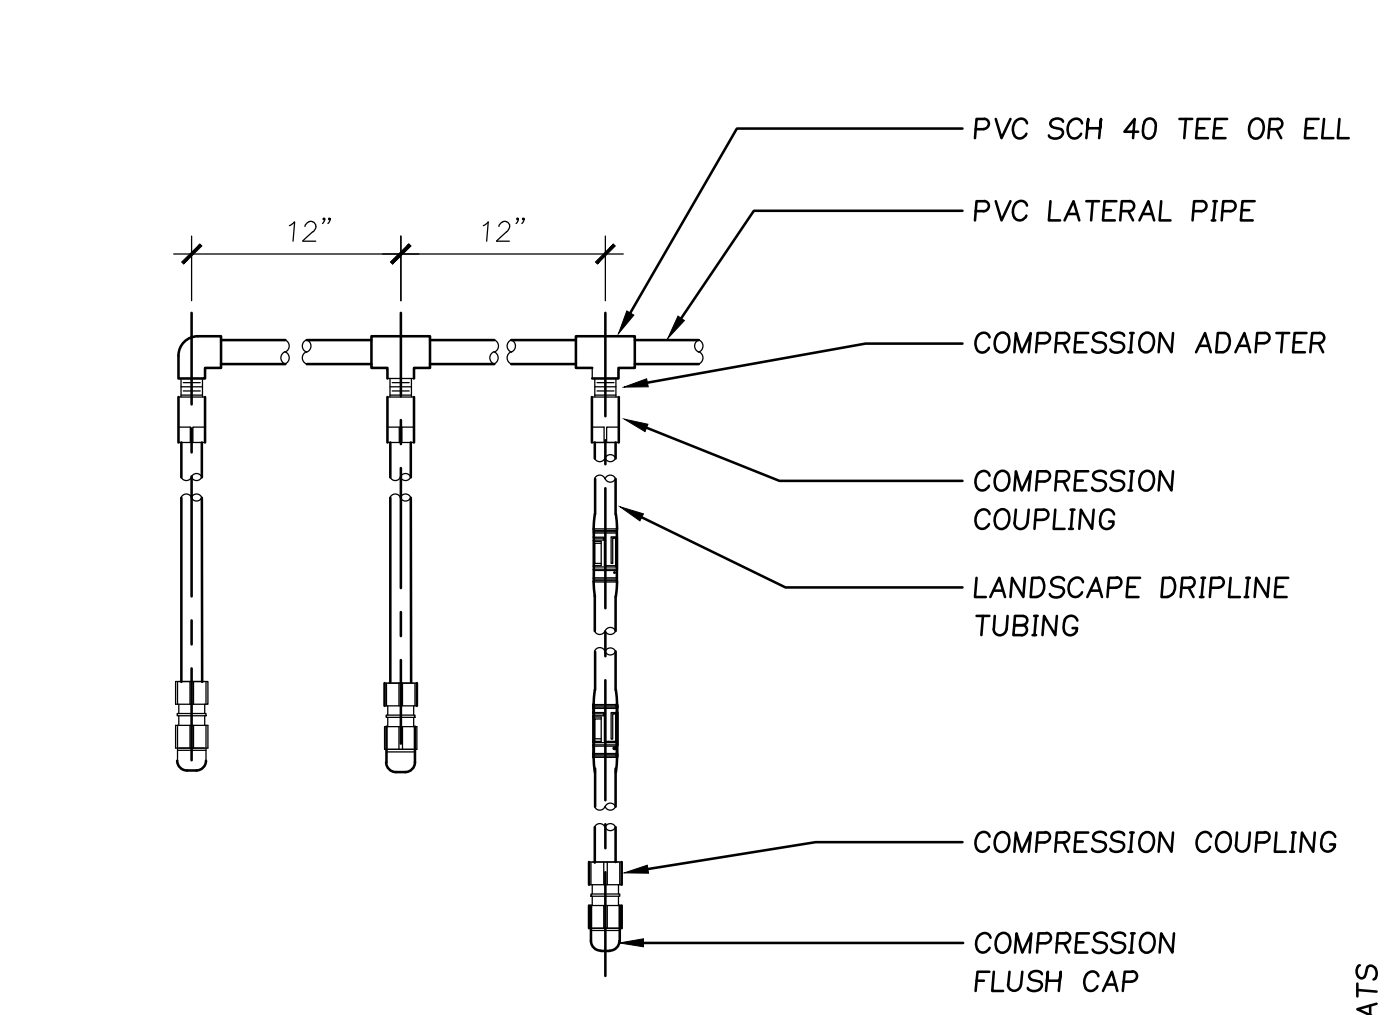 PVC SCH 40 TEE OR ELL
PVC LATERAL PIPE
12" 12"
COMPRESSION ADAPTER
COMPRESSION
COUPLING
LANDSCAPE DRIPLINE
TUBING
COMPRESSION COUPLING
COMPRESSION
FLUSH CAP
ATS